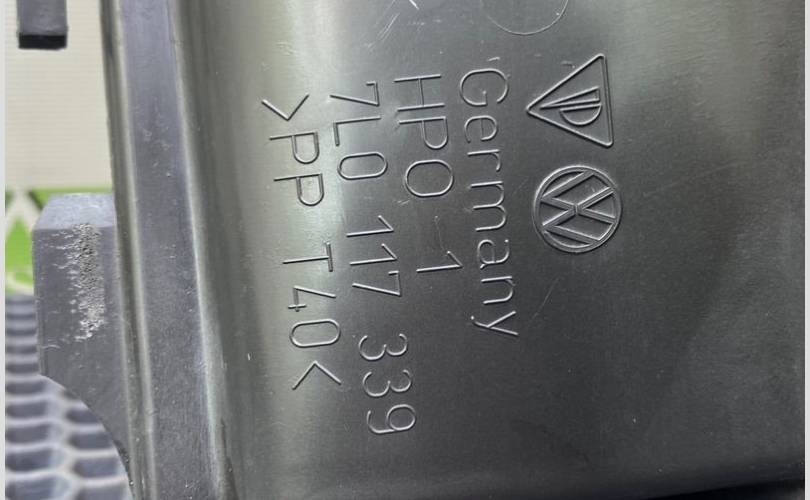 Germany
HPO-1
7L0 117 339
>PP T40<